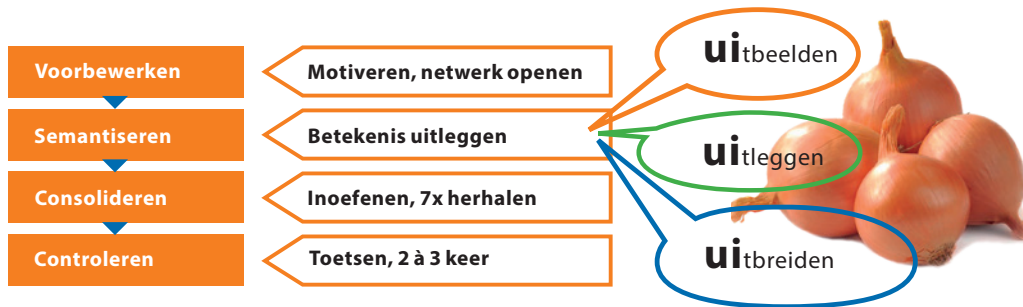 Voorbewerken
Motiveren, netwerk openen
uitbeelden
Semantiseren
Betekenis uitleggen
uitleggen
Consolideren
Inoefenen, 7x herhalen
Controleren
Toetsen, 2 à 3 keer
uitbreiden